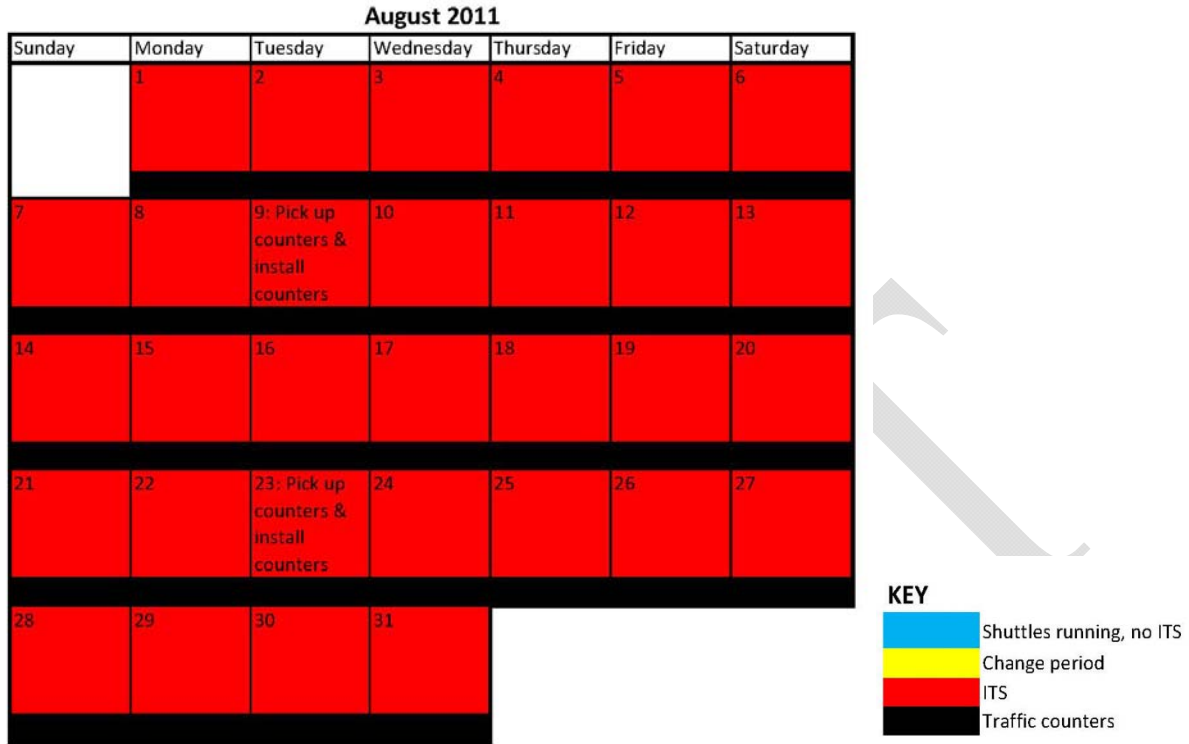 August 2011
Sunday Monday Tuesday Wednesday Thursday Friday Saturday
1 2 3 4 5 6
7 8 9: Pick up counters & install counters 10 11 12 13
14 15 16 17 18 19 20
21 22 23: Pick up counters & install counters 24 25 26 27
28 29 30 31
KEY
Shuttles running, no ITS
Change period
ITS
Traffic counters